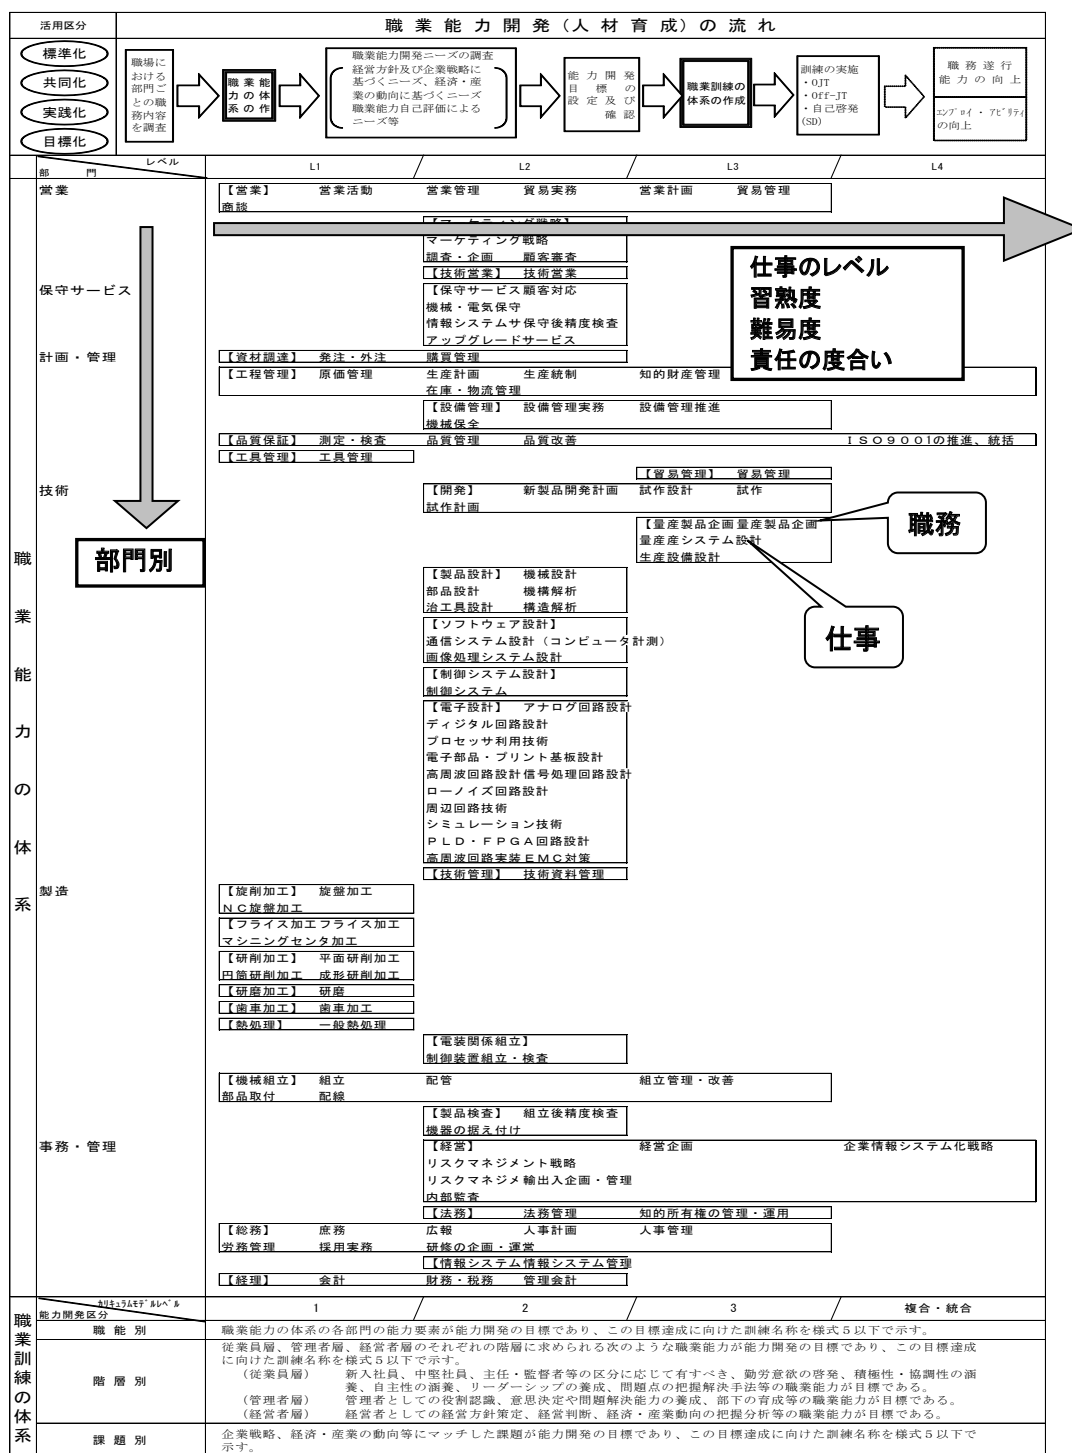 活用区分
職業能力開発(人材育成)の流れ
標準化
共同化
実践化
目標化
職場に
おける
部門ご
との職
務内容
を調査
職業能
力の体
系の作
職業能力開発ニーズの調査
経営方針及び企業戦略に
基づくニーズ、経済・産
業の動向に基づくニーズ
職業能力自己評価による
ニーズ等
能力開発
目標の
設定及び
確認
職業訓練の
体系の作成
訓練の実施
・OJT
・Off-JT
・自己啓発
(SD)
職務遂行
能力の向上
エンプロイ・アビリティ
の向上
レベル
部 門
L1
L2
L3
L4
職業能力の体系
営業
【営業】 営業活動 営業管理 貿易実務 営業計画 貿易管理
商談
【マーケティング戦略】
マーケティング戦略
調査・企画 顧客審査
【技術営業】 技術営業
仕事のレベル
習熟度
難易度
責任の度合い
保守サービス
【保守サービス顧客対応
機械・電気保守
情報システムサ保守後精度検査
アップグレードサービス
計画・管理
【資材調達】 発注・外注 購買管理
【工程管理】 原価管理 生産計画 生産統制 知的財産管理
在庫・物流管理
【設備管理】 設備管理実務 設備管理推進
機械保全
【品質保証】 測定・検査 品質管理 品質改善 ISO9001の推進、統括
【工具管理】 工具管理
【貿易管理】 貿易管理
技術
【開発】 新製品開発計画 試作設計 試作
試作計画
【量産製品企画量産製品企画
量産産システム設計
生産設備設計
職務
仕事
部門別
【製品設計】 機械設計
部品設計 機構解析
治工具設計 構造解析
【ソフトウェア設計】
通信システム設計(コンピュータ計測)
画像処理システム設計
【制御システム設計】
制御システム
【電子設計】 アナログ回路設計
ディジタル回路設計
プロセッサ利用技術
電子部品・プリント基板設計
高周波回路設計信号処理回路設計
ローノイズ回路設計
周辺回路技術
シミュレーション技術
PLD・FPGA回路設計
高周波回路実装EMC対策
【技術管理】 技術資料管理
製造
【旋削加工】 旋盤加工
NC旋盤加工
【フライス加工フライス加工
マシニングセンタ加工
【研削加工】 平面研削加工
円筒研削加工 成形研削加工
【研磨加工】 研磨
【歯車加工】 歯車加工
【熱処理】 一般熱処理
【電装関係組立】
制御装置組立・検査
【機械組立】 組立 配管 組立管理・改善
部品取付 配線
【製品検査】 組立後精度検査
機器の据え付け
事務・管理
【経営】 経営企画 企業情報システム化戦略
リスクマネジメント戦略
リスクマネジメ輸出入企画・管理
内部監査
【法務】 法務管理 知的所有権の管理・運用
【総務】 庶務 広報 人事計画 人事管理
労務管理 採用実務 研修の企画・運営
【情報システム情報システム管理
【経理】 会計 財務・税務 管理会計
職業訓練の体系
カリキュラムモデルレベル
能力開発区分
1
2
3
複合・統合
職能別
職業能力の体系の各部門の能力要素が能力開発の目標であり、この目標達成に向けた訓練名称を様式5以下で示す。
階層別
従業員層、管理者層、経営者層のそれぞれの階層に求められる次のような職業能力が能力開発の目標であり、この目標達成
に向けた訓練名称を様式5以下で示す。
(従業員層) 新入社員、中堅社員、主任・監督者等の区分に応じて有すべき、勤労意欲の啓発、積極性・協調性の涵
養、自主性の涵養、リーダーシップの養成、問題点の把握解決手法等の職業能力が目標である。
(管理者層) 管理者としての役割認識、意思決定や問題解決能力の養成、部下の育成等の職業能力が目標である。
(経営者層) 経営者としての経営方針策定、経営判断、経済・産業動向の把握分析等の職業能力が目標である。
課題別
企業戦略、経済・産業の動向等にマッチした課題が能力開発の目標であり、この目標達成に向けた訓練名称を様式5以下で
示す。